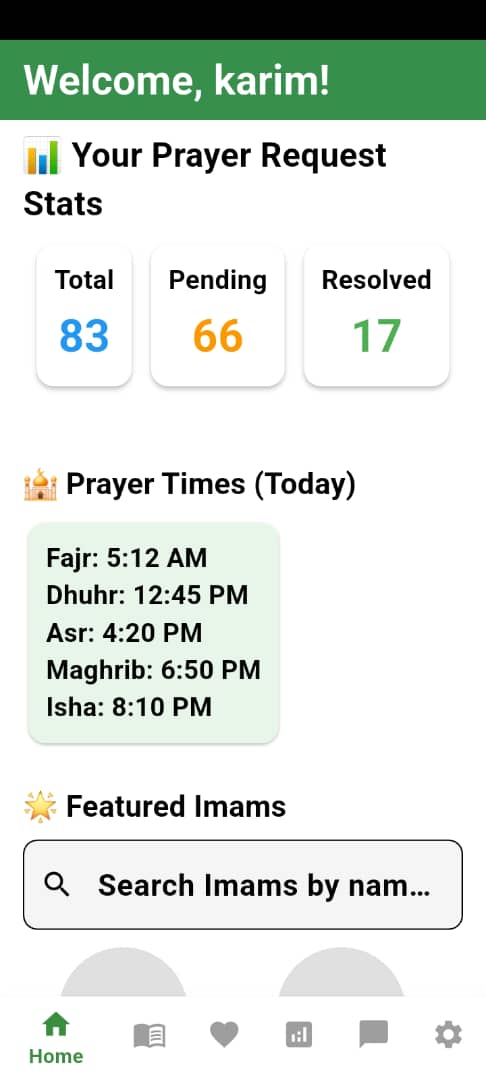 Welcome, karim!
📊 Your Prayer Request
Stats
Total
83
Pending
66
Resolved
17
🕌 Prayer Times (Today)
Fajr: 5:12 AM
Dhuhr: 12:45 PM
Asr: 4:20 PM
Maghrib: 6:50 PM
Isha: 8:10 PM
🌟 Featured Imams
Search Imams by nam...
Home